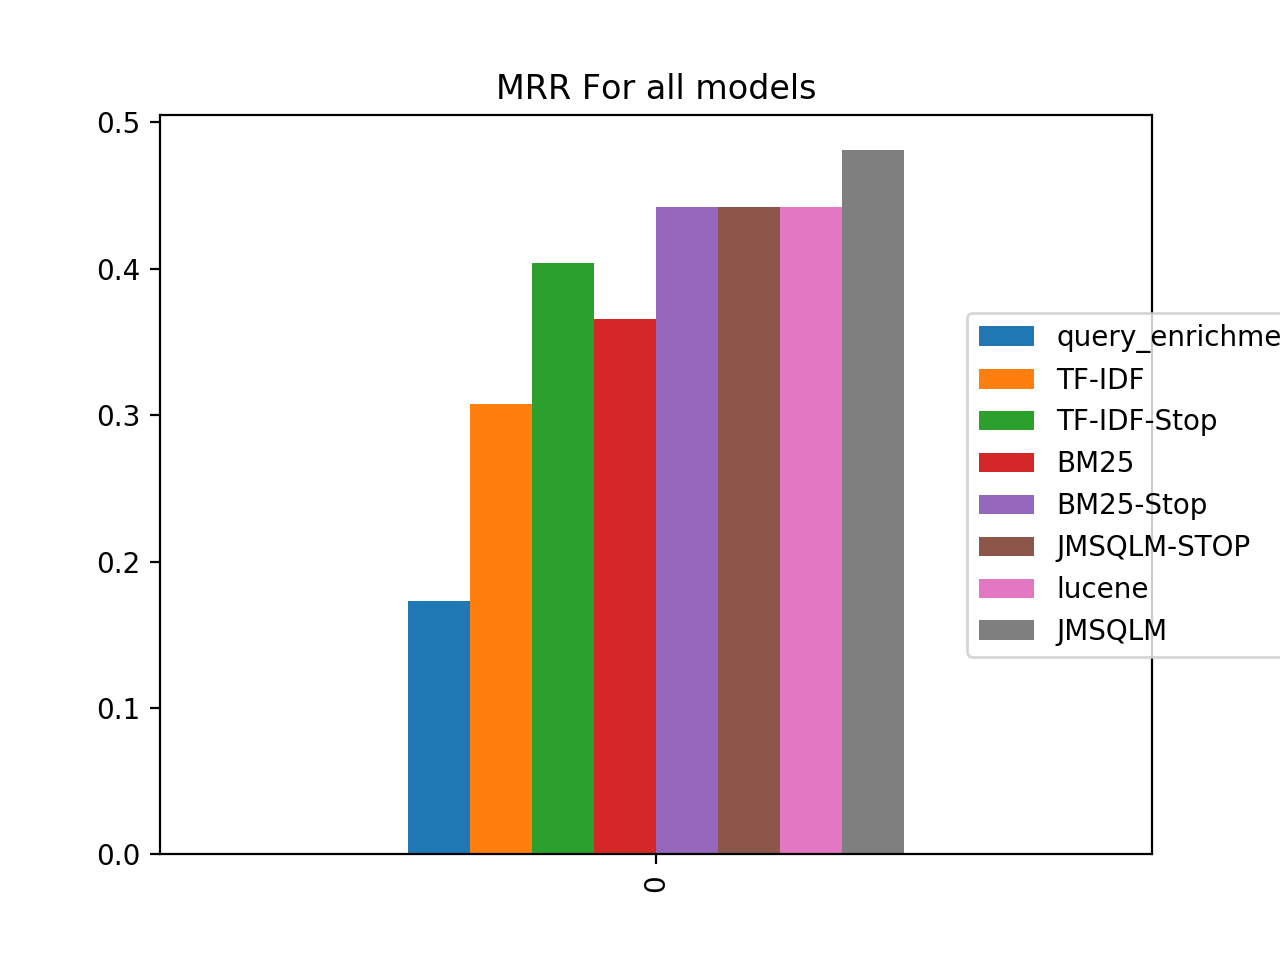 MRR For all models
0.5
0.4
0.3
0.2
0.1
0.0
0
query_enrichme
TF-IDF
TF-IDF-Stop
BM25
BM25-Stop
JMSQLM-STOP
lucene
JMSQLM